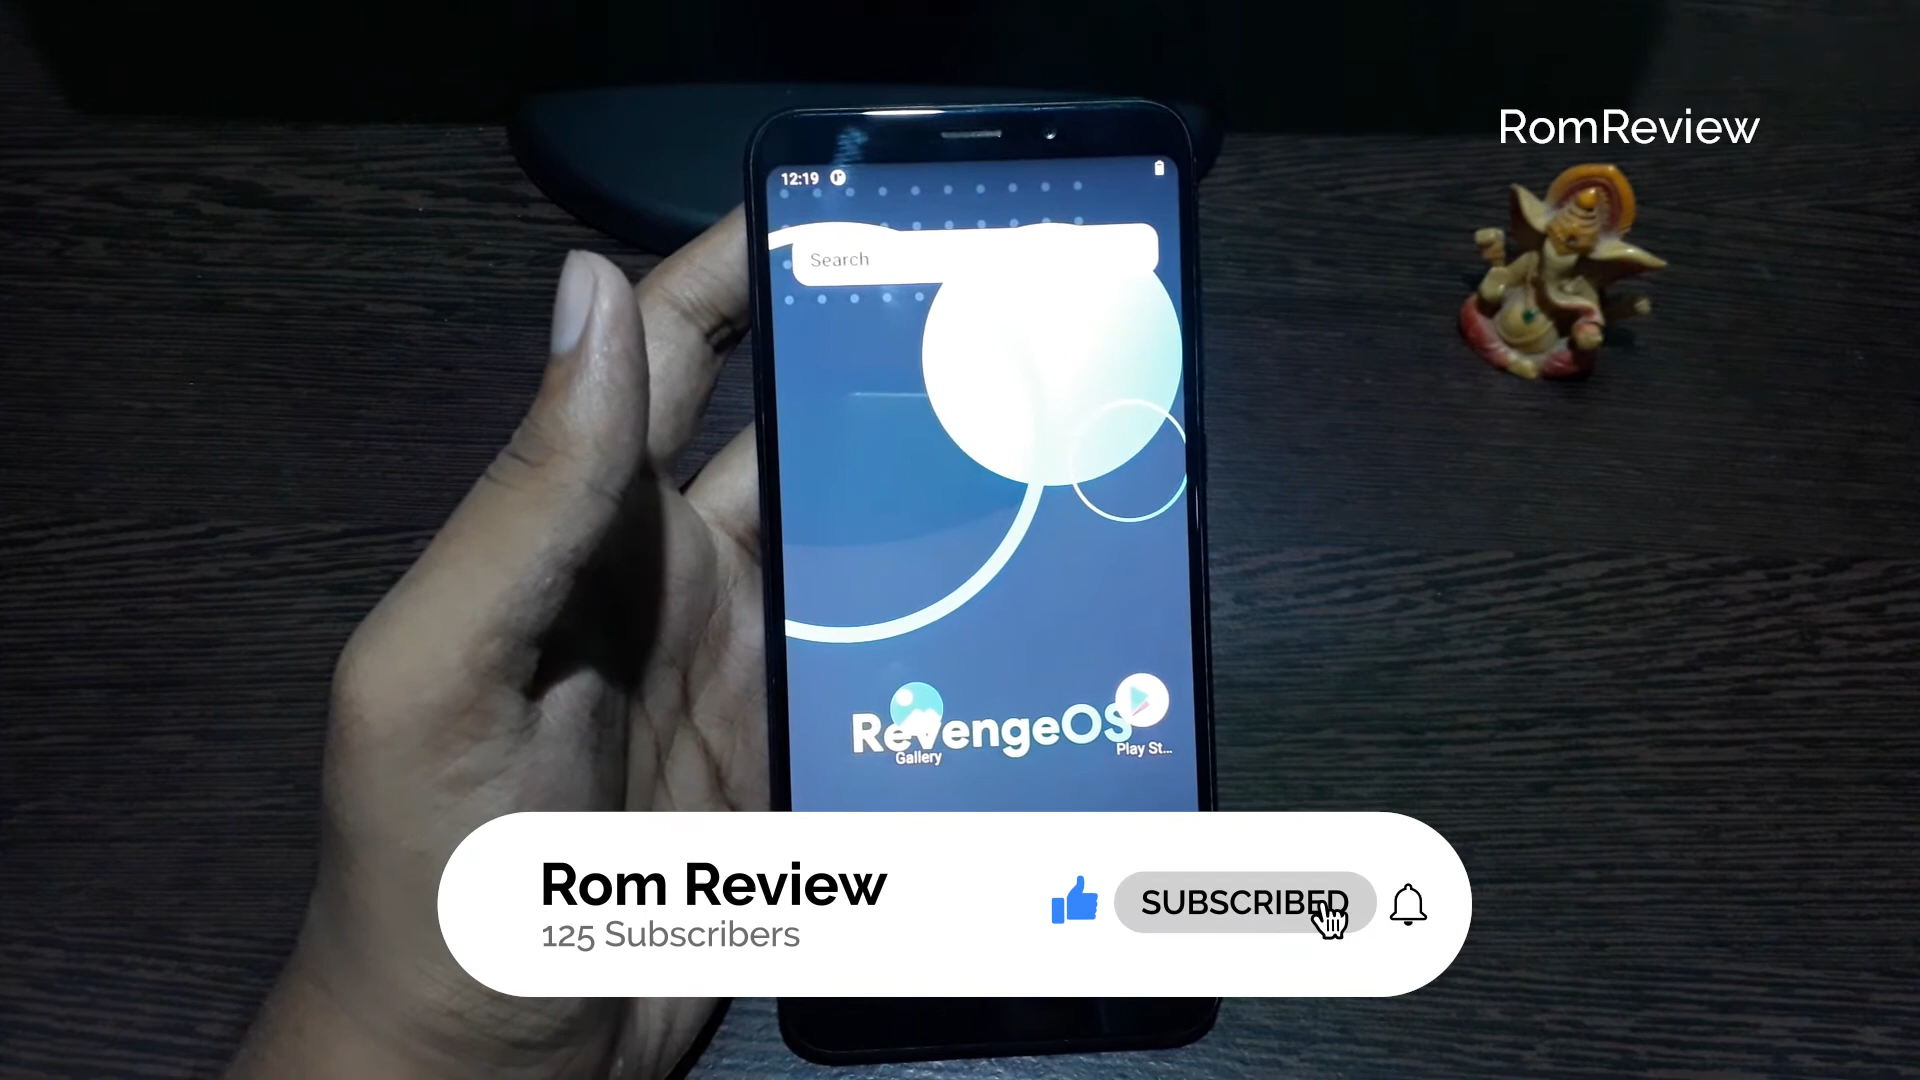 RomReview
12:19
Search
RevengeOS
Gallery
Play St...
Rom Review
125 Subscribers
SUBSCRIBED